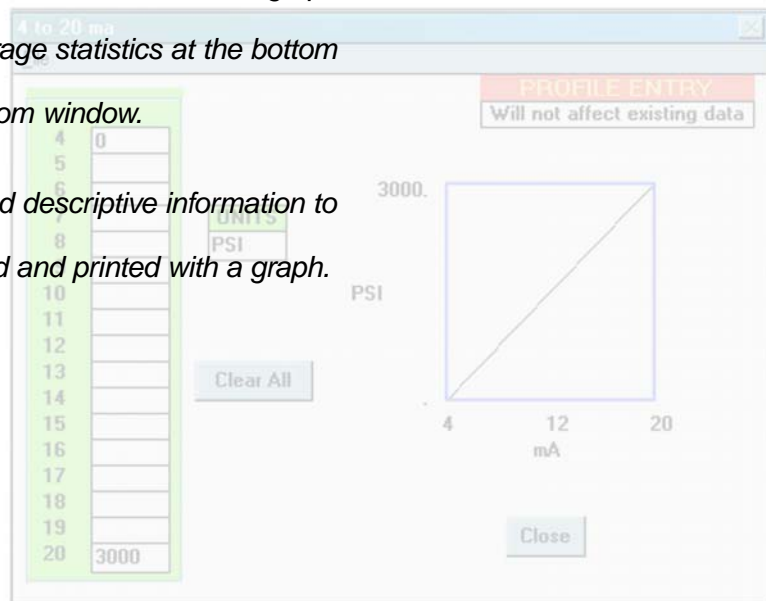 4 to 20 ma
rage statistics at the bottom
PROFILE ENTRY
om window.
Will not affect existing data
4 0
5
6
d descriptive information to
3000.
7
UNITS
8
PSI
d and printed with a graph.
10
PSI
11
12
13
Clear All
14
15
4 12 20
16
mA
17
18
19
Close
20 3000